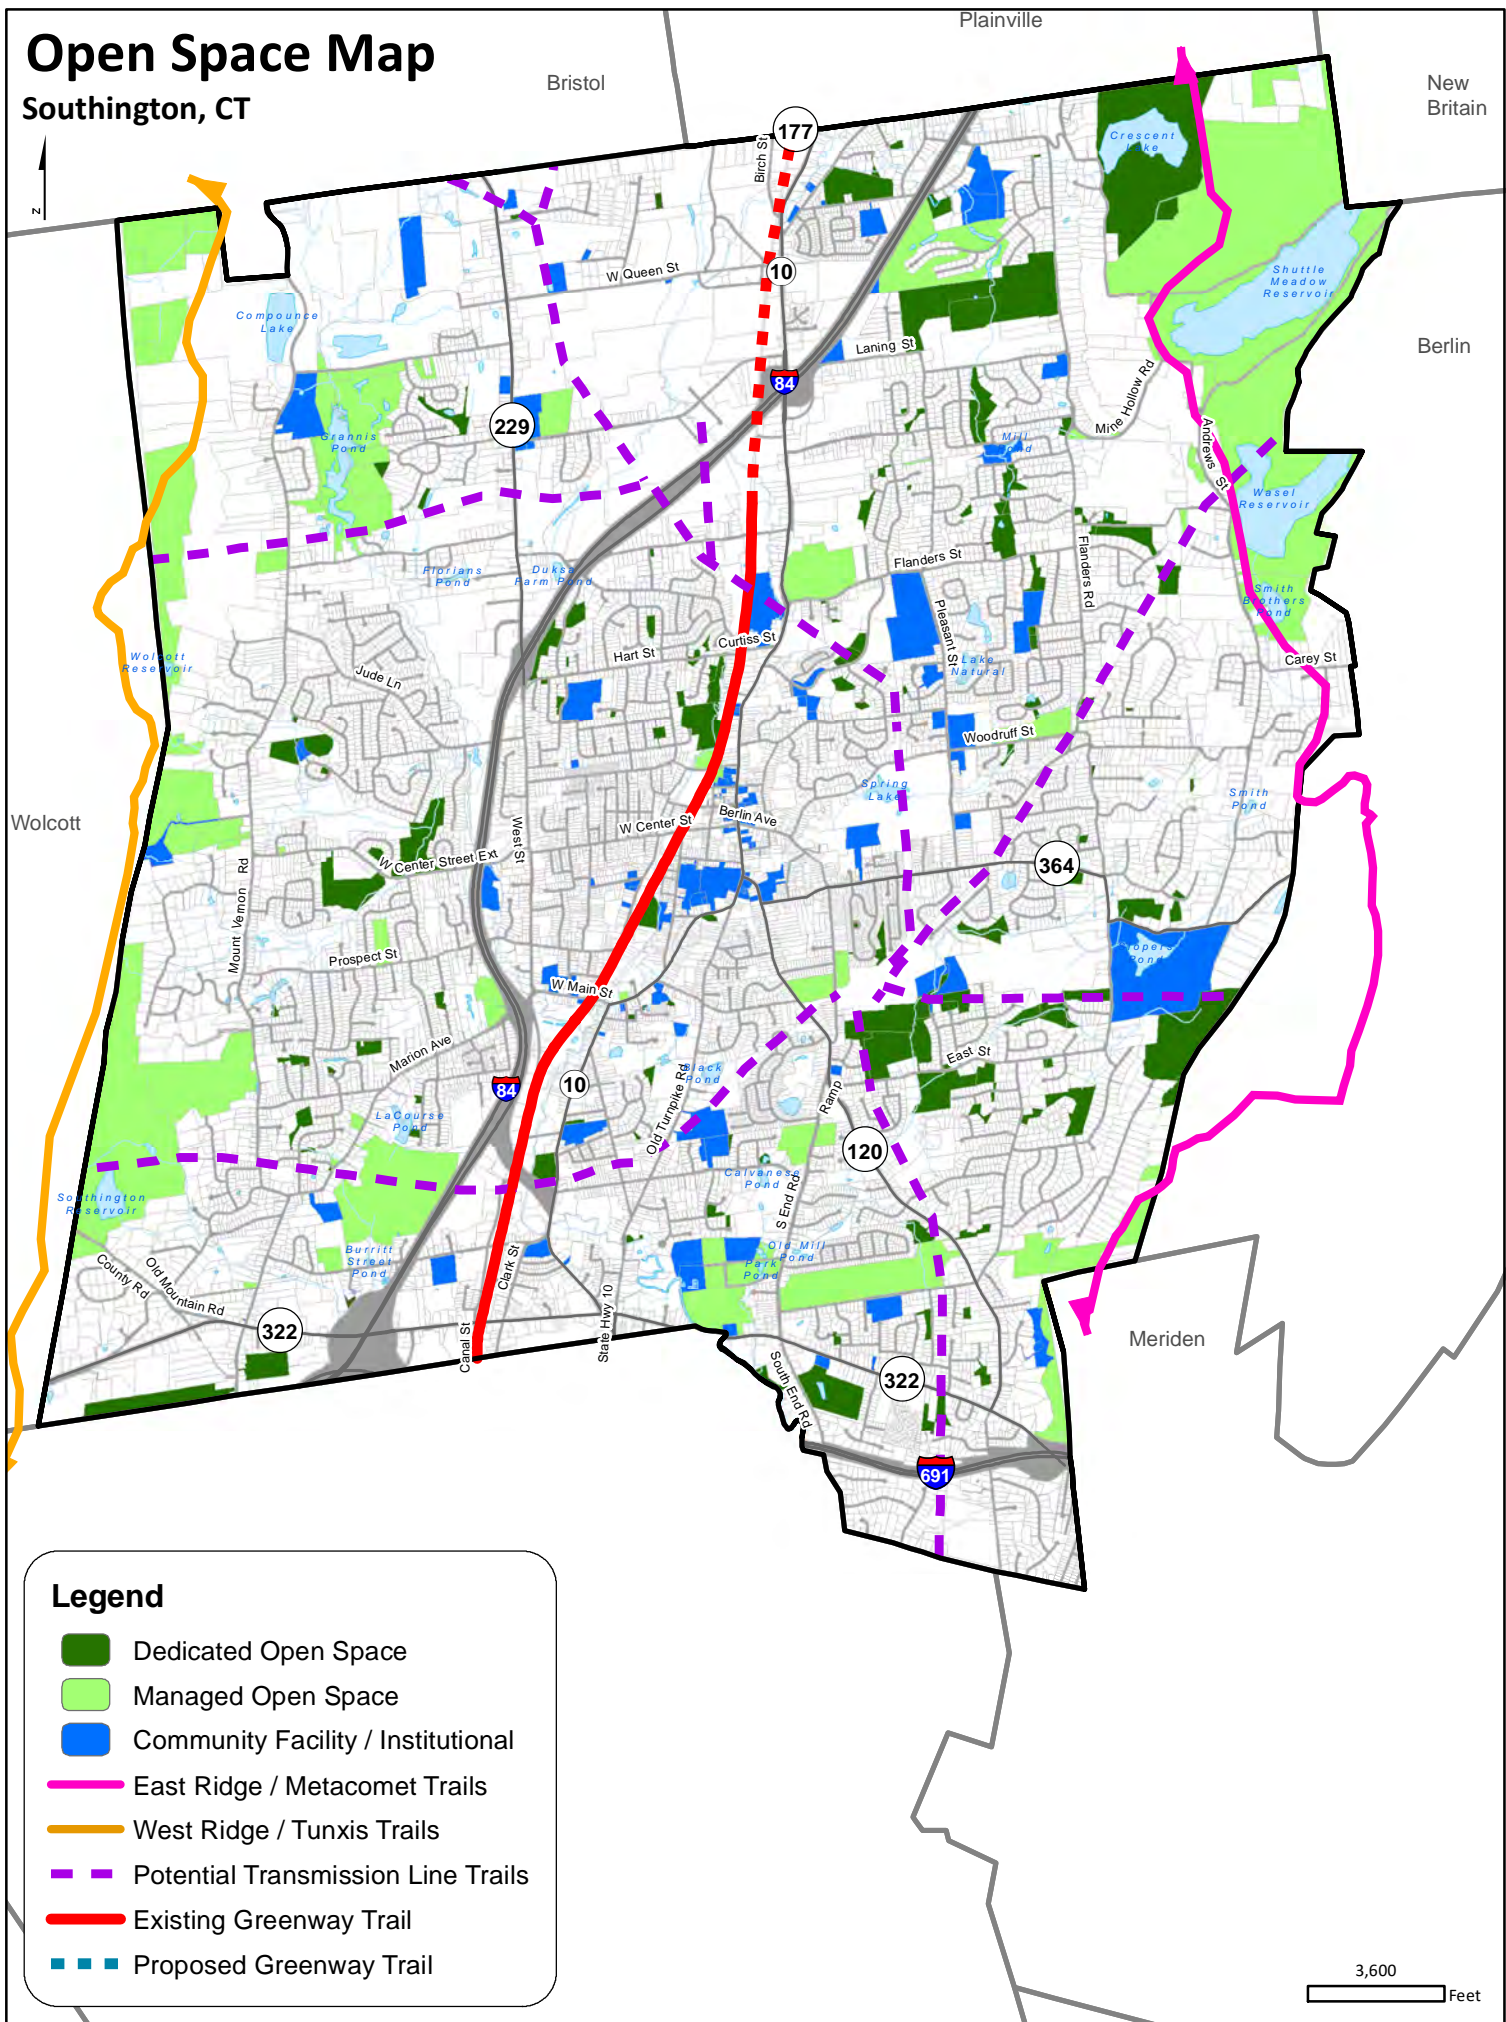 Open Space Map
Southington, CT
Plainville
Bristol
New
Britain
177
Birch St
Crescent
Lake
z
10
W Queen St
Shuttle
Meadow
Reservoir
Compounce
Lake
Laning St
Berlin
84
Mine Hollow Rd
229
Grannis
Pond
Mill
Pond
Andrews St
Wasel
Reservoir
Flanders St
Florians
Pond
Duksa
Farm Pond
Flanders Rd
Smith
Brothers
Pond
Pleasant St
Curtiss St
Hart St
Carey St
Wolcott
Reservoir
Lake
Natural
Jude Ln
Woodruff St
Spring
Lake
Smith
Pond
Wolcott
Berlin Ave
W Center St
West St
W Center Street Ext
364
Mount Vernon Rd
Prospect St
Slopers
Pond
W Main St
Marion Ave
East St
Black
Pond
84
10
Ramp
Old Turnpike Rd
LaCourse
Pond
120
Calvanese
Pond
Southington
Reservoir
S End Rd
Old Mill
Pond
Park
Pond
Burritt
Street
Pond
Clark St
County Rd
Old Mountain Rd
State Hwy 10
322
Canal St
Meriden
South End Rd
322
691
Legend
Dedicated Open Space
Managed Open Space
Community Facility / Institutional
East Ridge / Metacomet Trails
West Ridge / Tunxis Trails
Potential Transmission Line Trails
Existing Greenway Trail
Proposed Greenway Trail
3,600
Feet